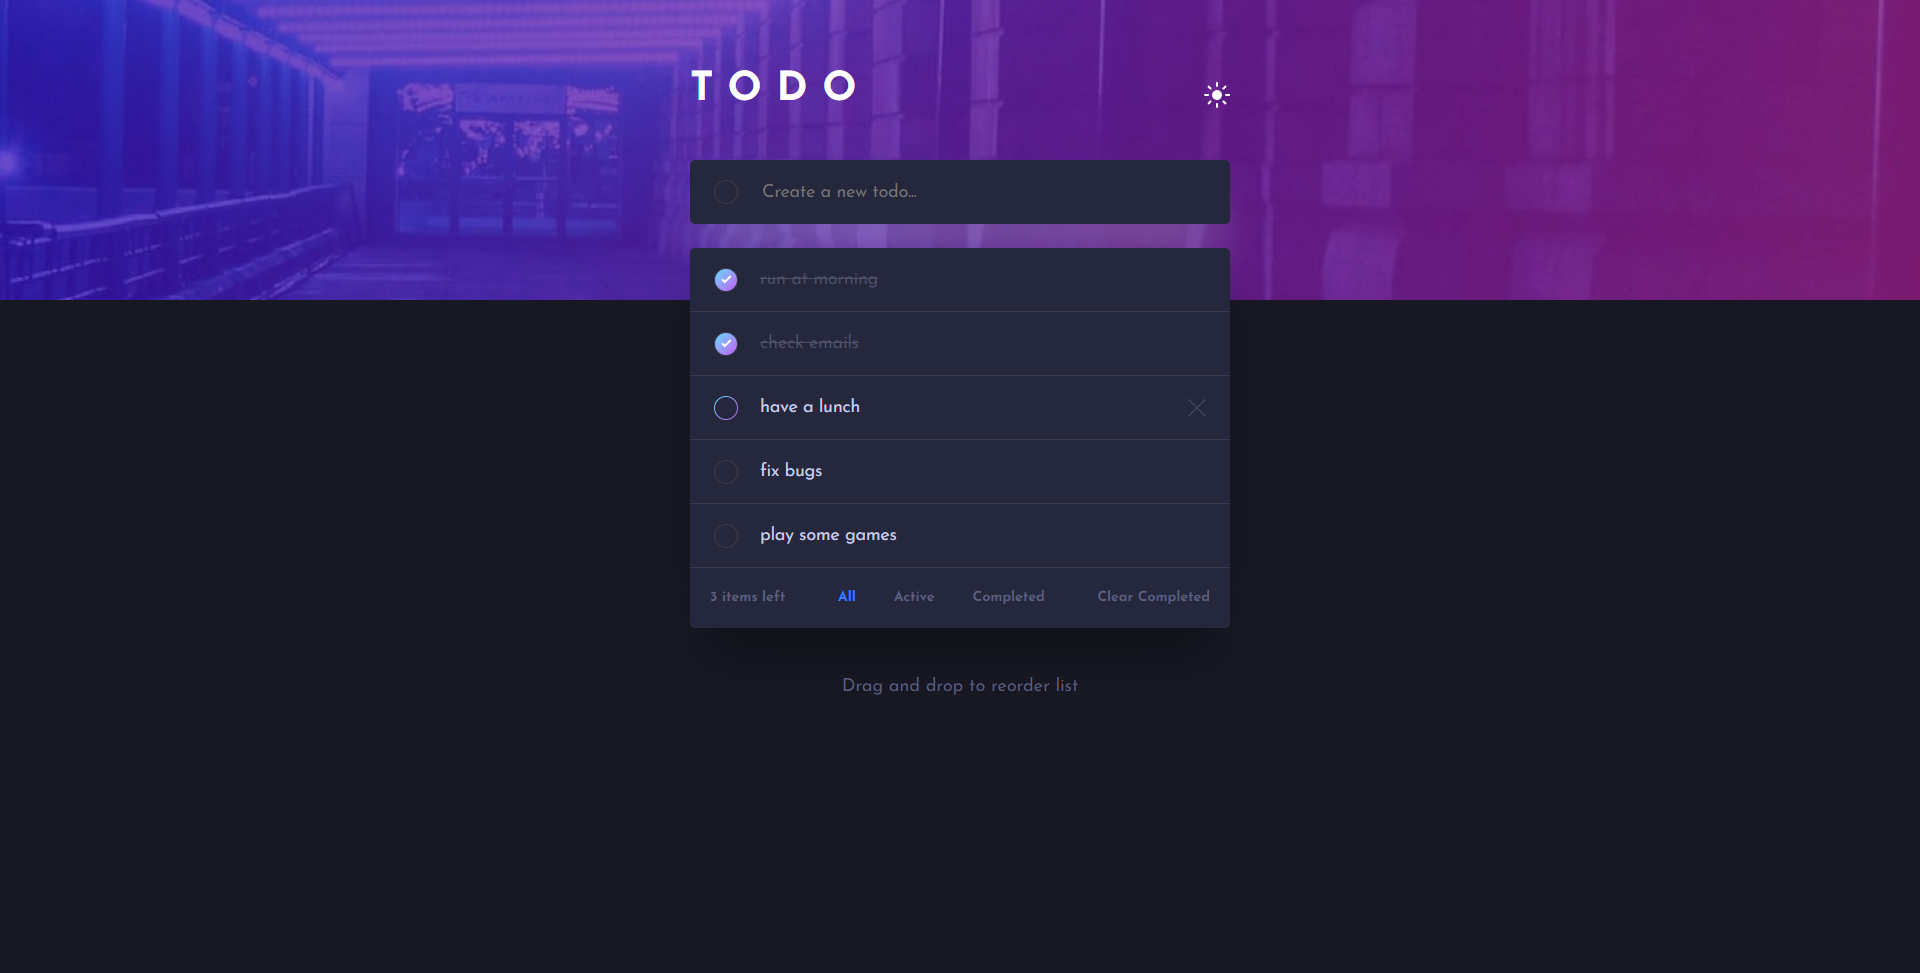 TODO
Create a new todo...
run at morning
check emails
have a lunch
fix bugs
play some games
3 items left All Active Completed Clear Completed
Drag and drop to reorder list